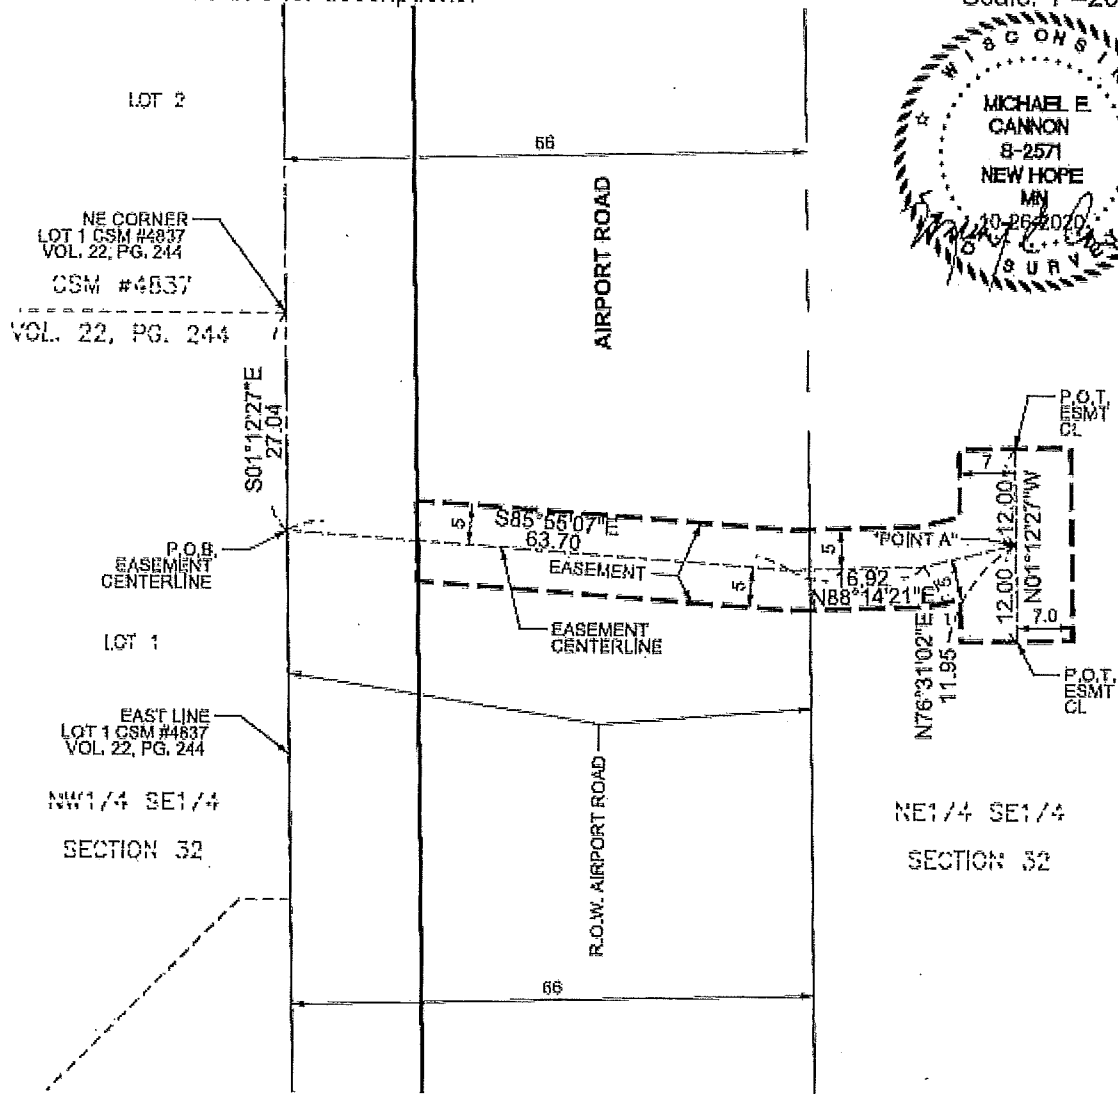 LOT 2
66
AIRPORT ROAD
WISCONSIN
MICHAEL E.
CANNON
S-2571
NEW HOPE
MN
10-26-2020
SURV
NE CORNER
LOT 1 CSM #4837
VOL. 22, PG. 244
CSM #4837
VOL. 22, PG. 244
S01°12'27"E
27.04
P.O.B.
EASEMENT
CENTERLINE
5
S85°55'07"E
63.70
EASEMENT
5
5
EASEMENT
CENTERLINE
"POINT A"
16.92
N88°14'21"E
5
N76°31'02"E
11.95
7
12.00
12.00
N01°12'27"W
7.0
P.O.T.
ESMT
CL
P.O.T.
ESMT
CL
LOT 1
EAST LINE
LOT 1 CSM #4837
VOL. 22, PG. 244
NW1/4 SE1/4
SECTION 32
R.O.W. AIRPORT ROAD
NE1/4 SE1/4
SECTION 32
66